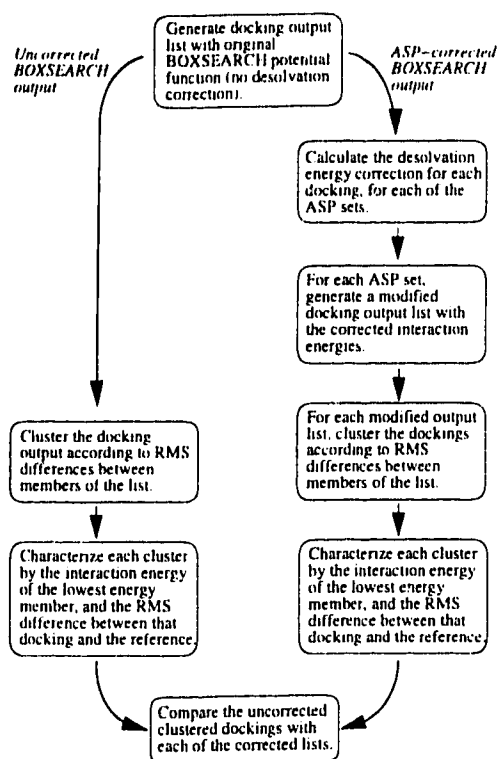 Uncorrected
BOXSEARCH
output
Generate docking output
list with original
BOXSEARCH potential
function (no desolvation
correction).
ASP-corrected
BOXSEARCH
output
Calculate the desolvation
energy correction for each
docking, for each of the
ASP sets.
For each ASP set,
generate a modified
docking output list with
the corrected interaction
energies.
Cluster the docking
output according to RMS
differences between
members of the list.
For each modified output
list, cluster the dockings
according to RMS
differences between
members of the list.
Characterize each cluster
by the interaction energy
of the lowest energy
member, and the RMS
difference between that
docking and the reference.
Characterize each cluster
by the interaction energy
of the lowest energy
member, and the RMS
difference between that
docking and the reference.
Compare the uncorrected
clustered dockings with
each of the corrected lists.